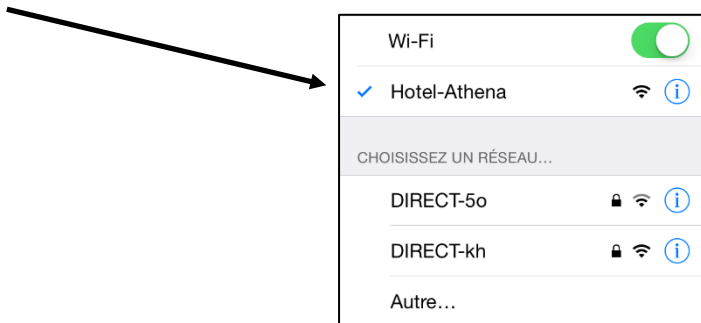 Wi-Fi
Hotel-Athena
CHOISISSEZ UN RÉSEAU…
DIRECT-5o
DIRECT-kh
Autre…